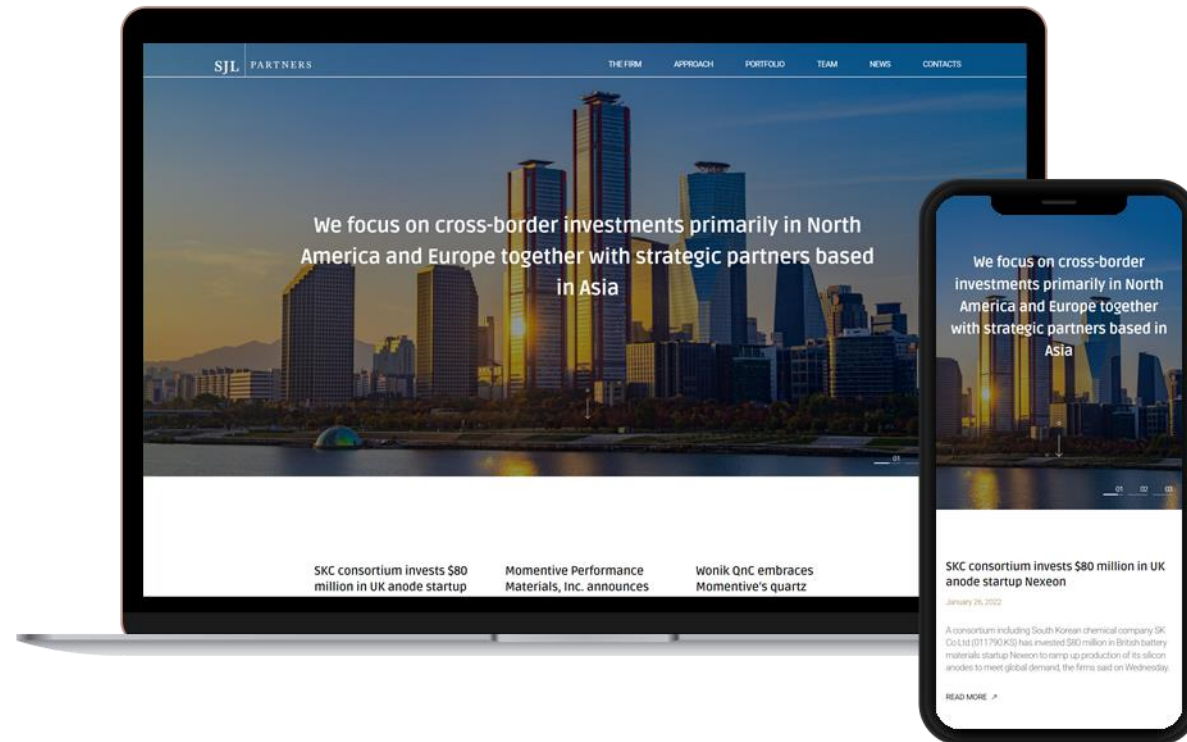 SJL PARTNERS
THE FIRM APPROACH PORTFOLIO TEAM NEWS CONTACTS
We focus on cross-border investments primarily in North
America and Europe together with strategic partners based
in Asia
01
SKC consortium invests $80
million in UK anode startup
Momentive Performance
Materials, Inc. announces
Wonik QnC embraces
Momentive's quartz
We focus on cross-border
investments primarily in North
America and Europe together
with strategic partners based in
Asia
01 02 03
SKC consortium invests $80 million in UK
anode startup Nexeon
January 26, 2022
A consortium including South Korean chemical company SK
Co Ltd (011790.KS) has invested $80 million in British battery
materials startup Nexeon to ramp up production of its silicon
anodes to meet global demand, the firms said on Wednesday.
READ MORE ↗